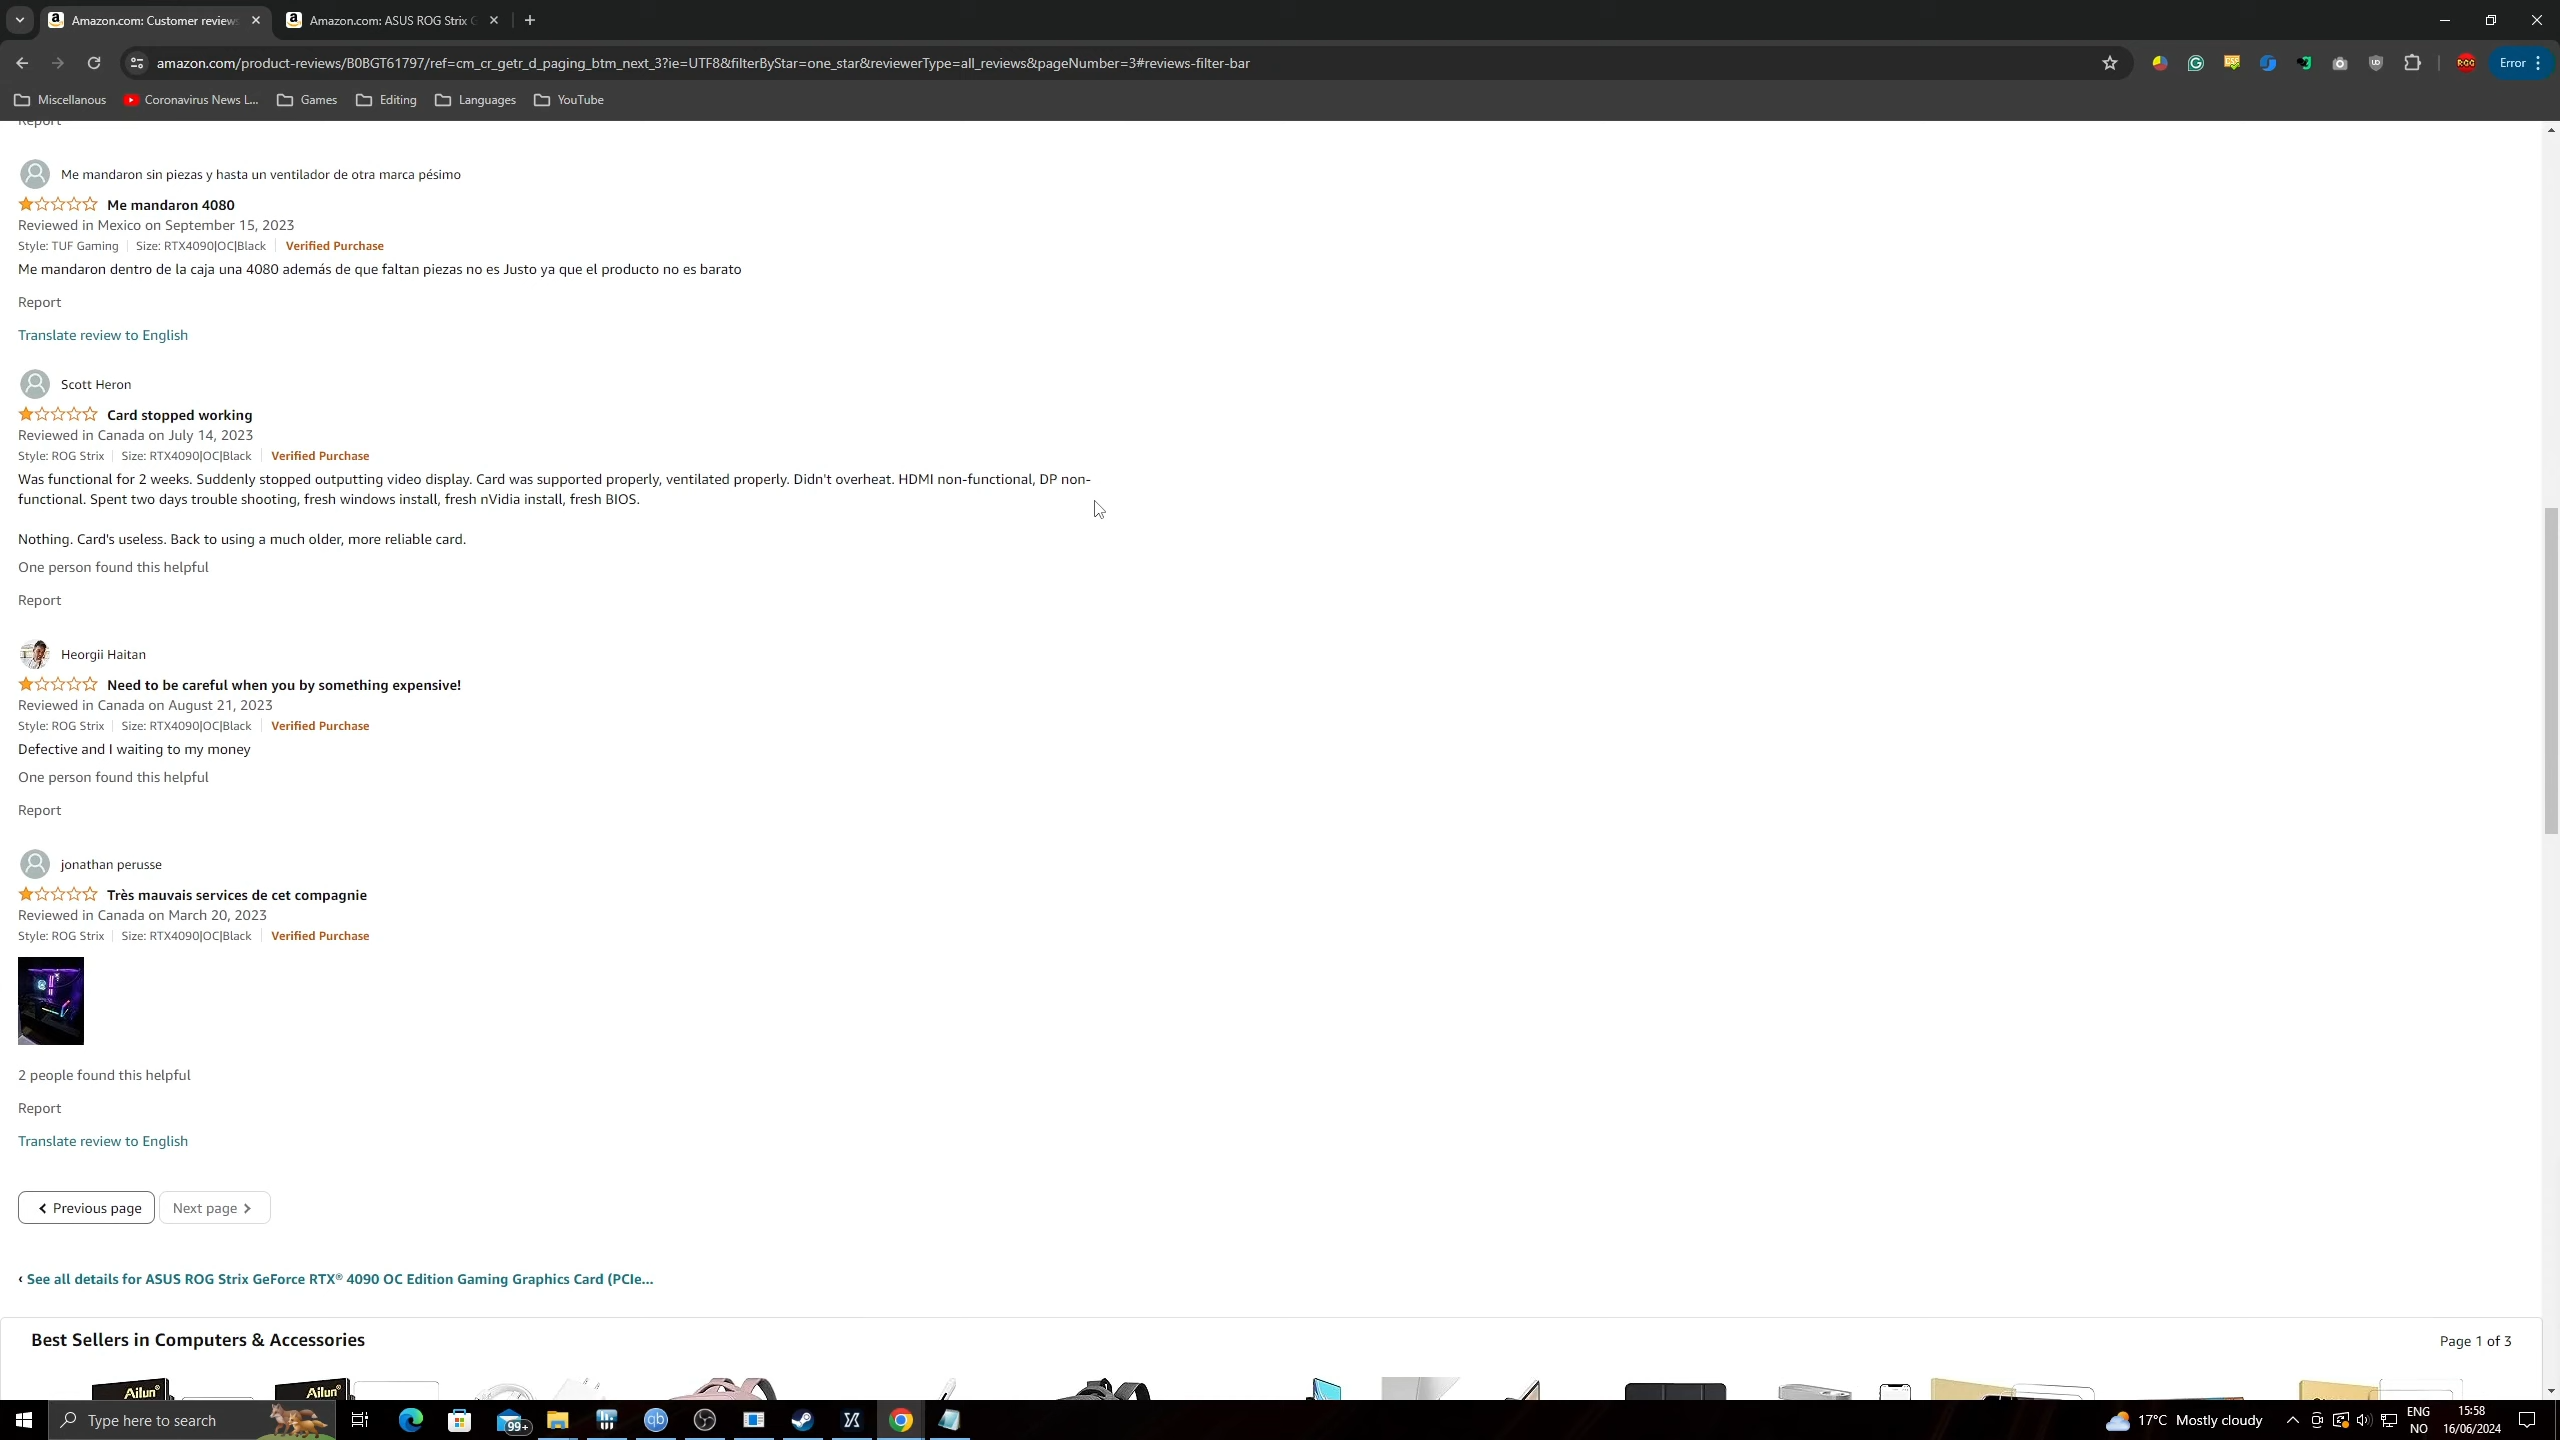 Amazon.com: Customer reviews
Amazon.com: ASUS ROG Strix G
amazon.com/product-reviews/B0BGT61797/ref=cm_cr_getr_d_paging_btm_next_3?ie=UTF8&filterByStar=one_star&reviewerType=all_reviews&pageNumber=3#reviews-filter-bar
Error
Miscellanous
Coronavirus News L...
Games
Editing
Languages
YouTube
Report
Me mandaron sin piezas y hasta un ventilador de otra marca pésimo
Me mandaron 4080
Reviewed in Mexico on September 15, 2023
Style: TUF Gaming | Size: RTX4090|OC|Black | Verified Purchase
Me mandaron dentro de la caja una 4080 además de que faltan piezas no es Justo ya que el producto no es barato
Report
Translate review to English
Scott Heron
Card stopped working
Reviewed in Canada on July 14, 2023
Style: ROG Strix | Size: RTX4090|OC|Black | Verified Purchase
Was functional for 2 weeks. Suddenly stopped outputting video display. Card was supported properly, ventilated properly. Didn't overheat. HDMI non-functional, DP non-
functional. Spent two days trouble shooting, fresh windows install, fresh nVidia install, fresh BIOS.
Nothing. Card's useless. Back to using a much older, more reliable card.
One person found this helpful
Report
Heorgii Haitan
Need to be careful when you by something expensive!
Reviewed in Canada on August 21, 2023
Style: ROG Strix | Size: RTX4090|OC|Black | Verified Purchase
Defective and I waiting to my money
One person found this helpful
Report
jonathan perusse
Très mauvais services de cet compagnie
Reviewed in Canada on March 20, 2023
Style: ROG Strix | Size: RTX4090|OC|Black | Verified Purchase
2 people found this helpful
Report
Translate review to English
Previous page
Next page
‹ See all details for ASUS ROG Strix GeForce RTX® 4090 OC Edition Gaming Graphics Card (PCIe...
Best Sellers in Computers & Accessories
Page 1 of 3
Ailun®
Ailun®
Type here to search
99+
qb
17°C Mostly cloudy
ENG
NO
15:58
16/06/2024